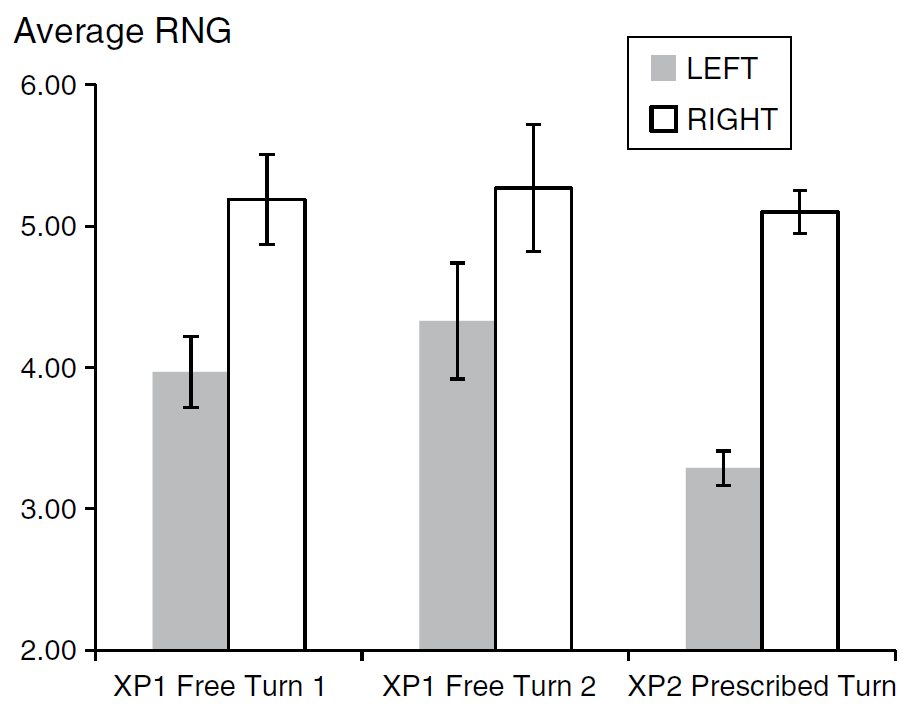 Average RNG
LEFT
RIGHT
6.00
5.00
4.00
3.00
2.00
XP1 Free Turn 1
XP1 Free Turn 2
XP2 Prescribed Turn